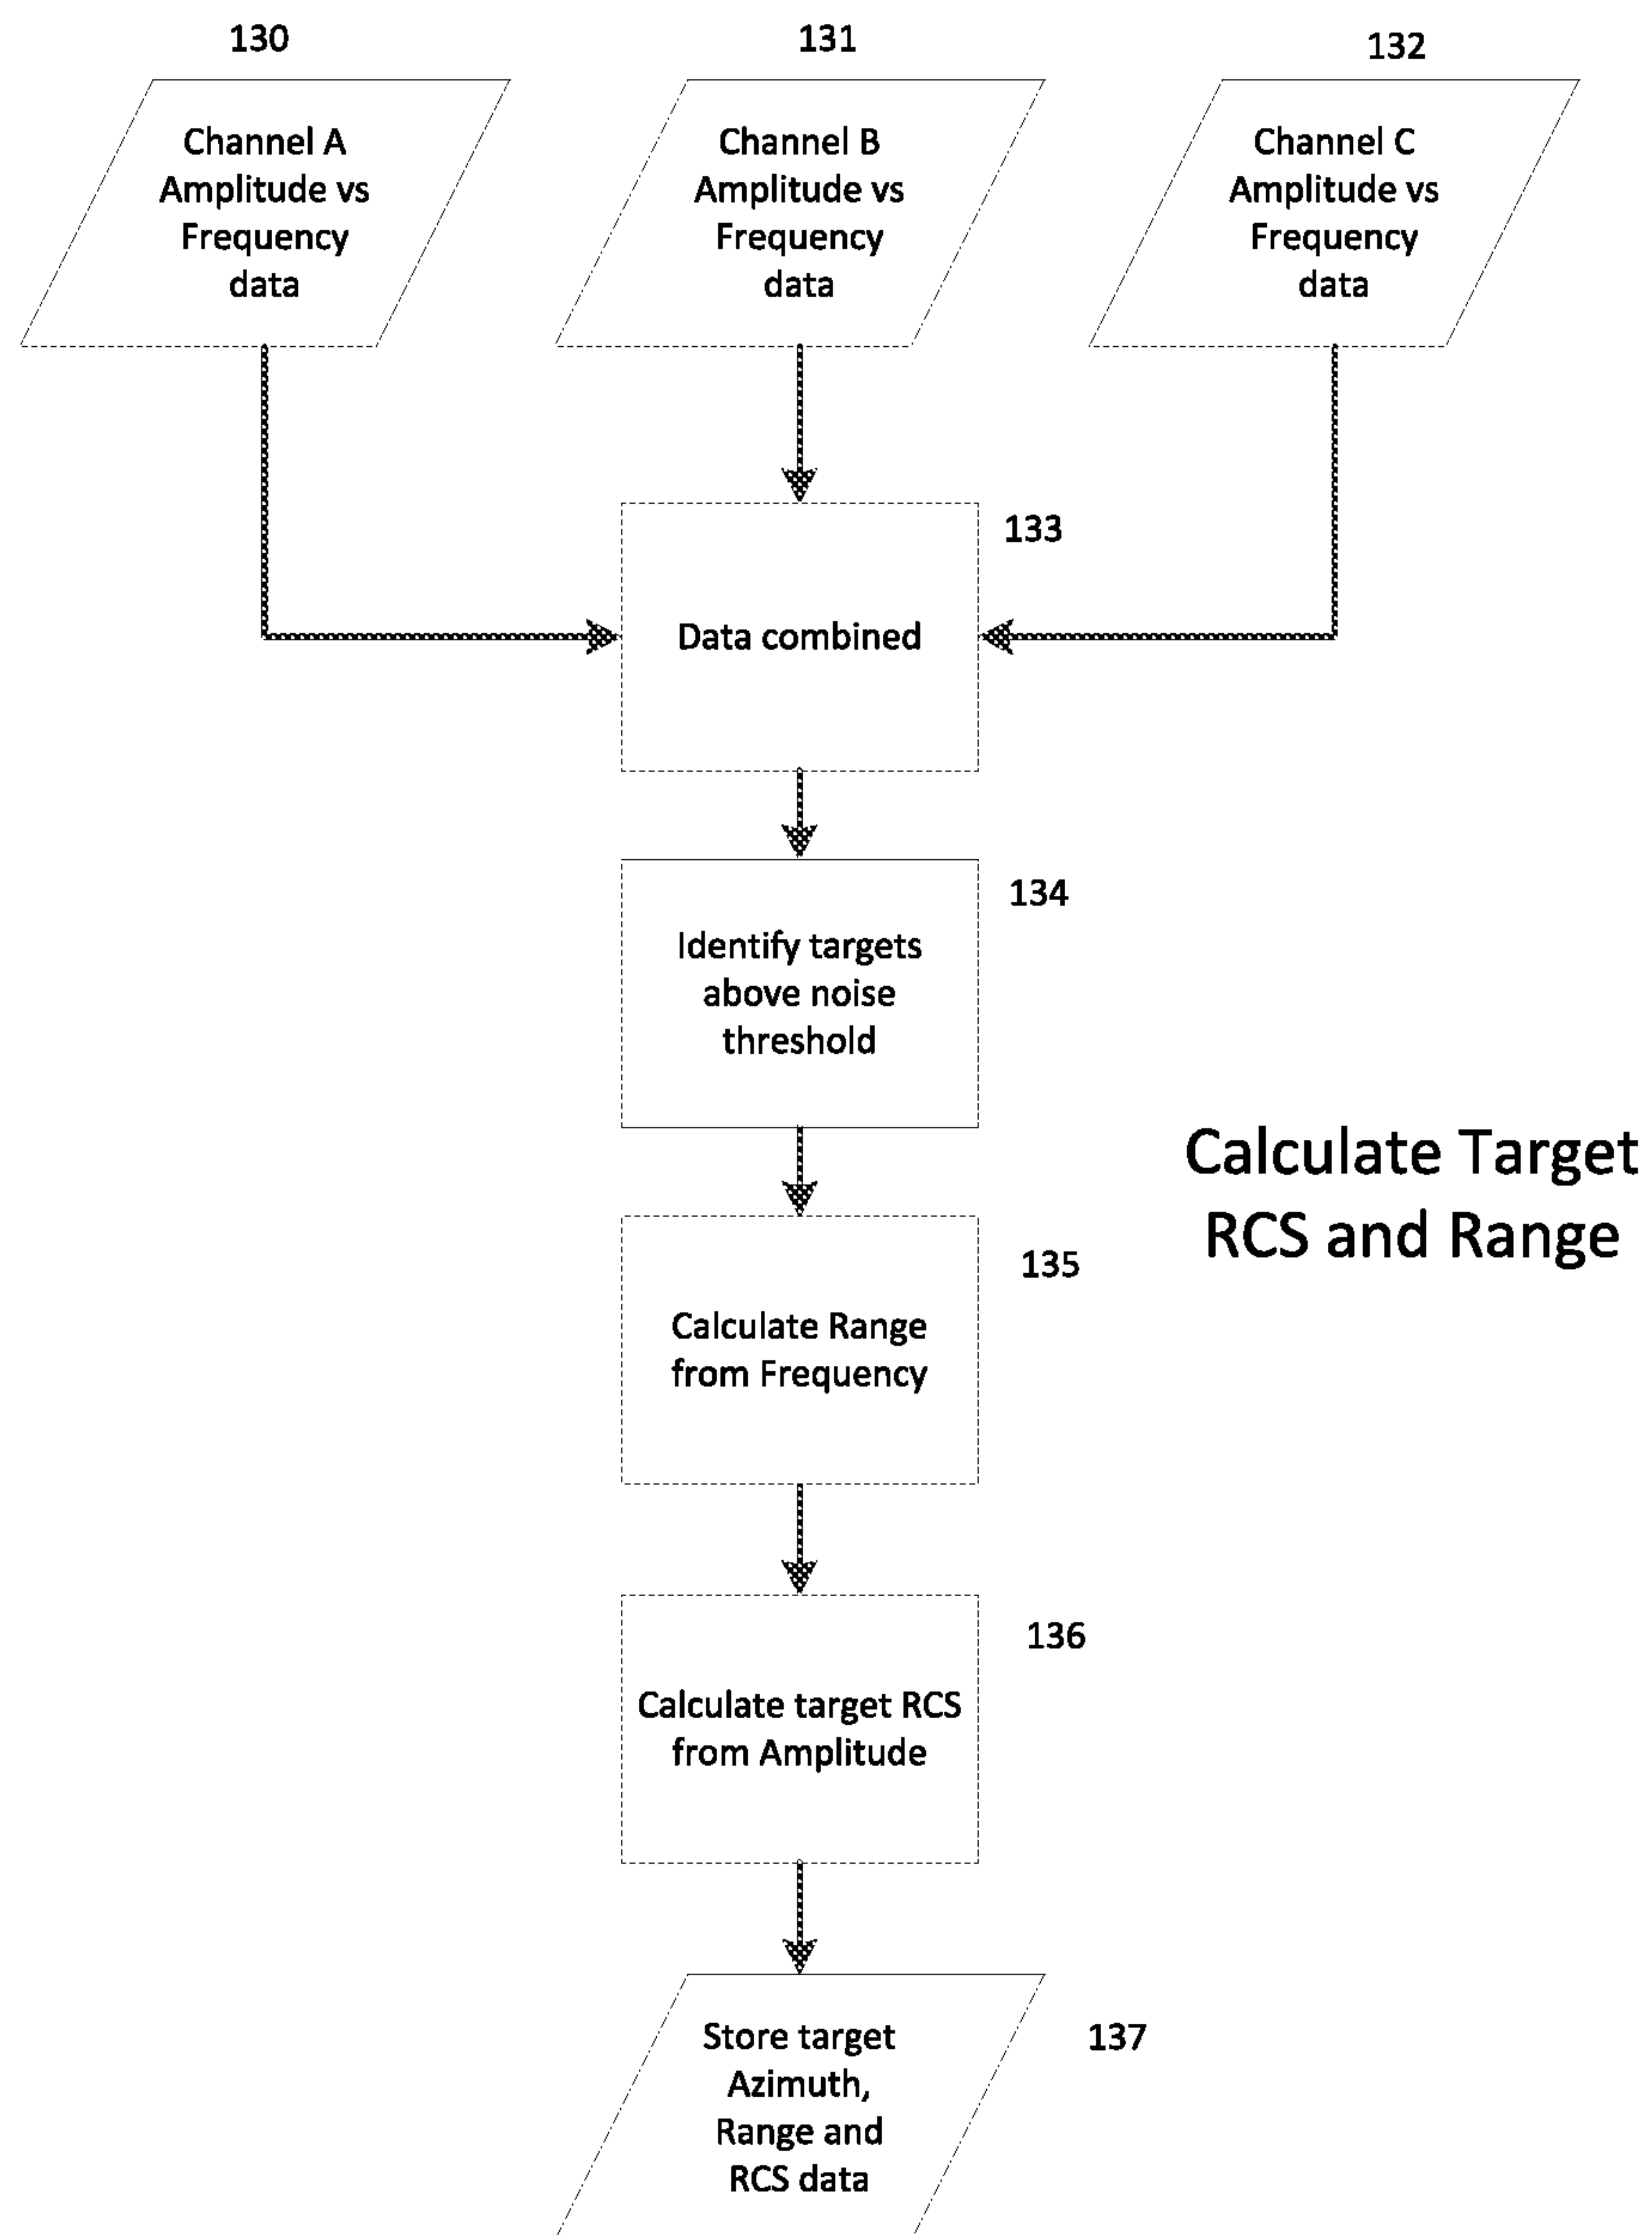 130
131
132
Channel A
Amplitude vs
Frequency
data
Channel B
Amplitude vs
Frequency
data
Channel C
Amplitude vs
Frequency
data
133
Data combined
134
Identify targets
above noise
threshold
Calculate Target
RCS and Range
135
Calculate Range
from Frequency
136
Calculate target RCS
from Amplitude
137
Store target
Azimuth,
Range and
RCS data